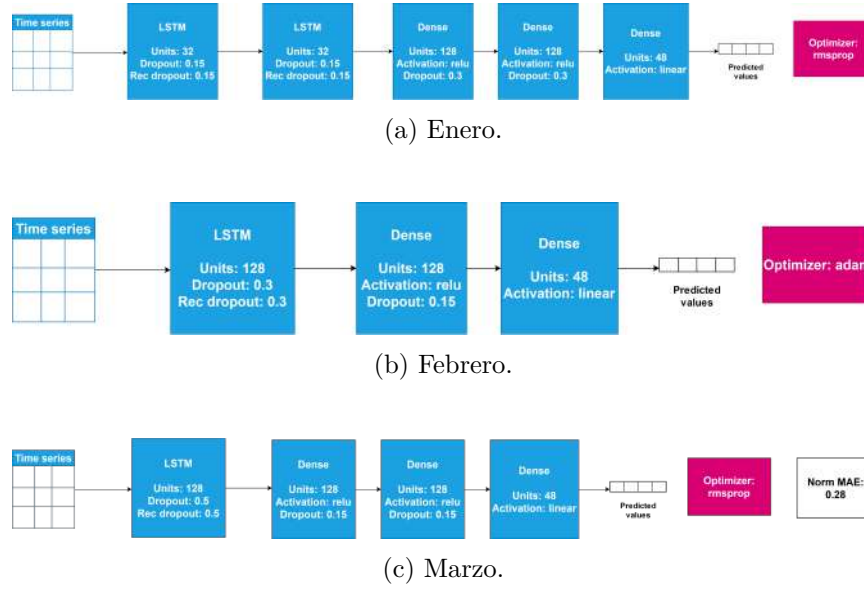 Time series
LSTM
Units: 32
Dropout: 0.15
Rec dropout: 0.15
LSTM
Units: 32
Dropout: 0.15
Rec dropout: 0.15
Dense
Units: 128
Activation: relu
Dropout: 0.3
Dense
Units: 128
Activation: relu
Dropout: 0.3
Dense
Units: 48
Activation: linear
Predicted
values
Optimizer:
rmsprop
(a) Enero.
Time series
LSTM
Units: 128
Dropout: 0.3
Rec dropout: 0.3
Dense
Units: 128
Activation: relu
Dropout: 0.15
Dense
Units: 48
Activation: linear
Predicted
values
Optimizer: adam
(b) Febrero.
Time series
LSTM
Units: 128
Dropout: 0.5
Rec dropout: 0.5
Dense
Units: 128
Activation: relu
Dropout: 0.15
Dense
Units: 128
Activation: relu
Dropout: 0.15
Dense
Units: 48
Activation: linear
Predicted
values
Optimizer:
rmsprop
Norm MAE:
0.28
(c) Marzo.